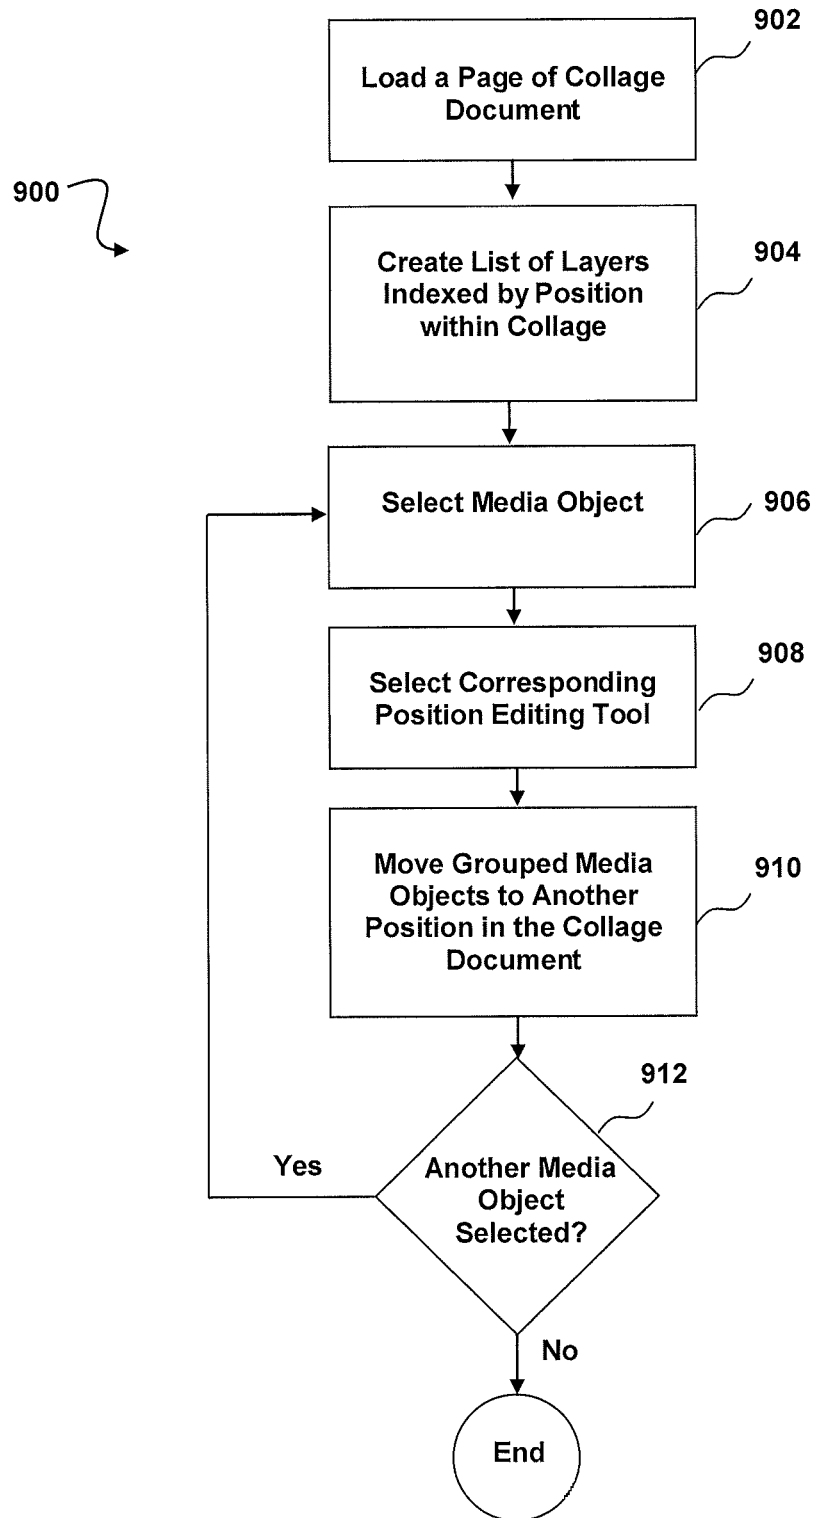 902
Load a Page of Collage
Document
900
904
Create List of Layers
Indexed by Position
within Collage
Select Media Object
906
908
Select Corresponding
Position Editing Tool
Move Grouped Media
Objects to Another
Position in the Collage
Document
910
912
Yes
Another Media
Object
Selected?
No
End